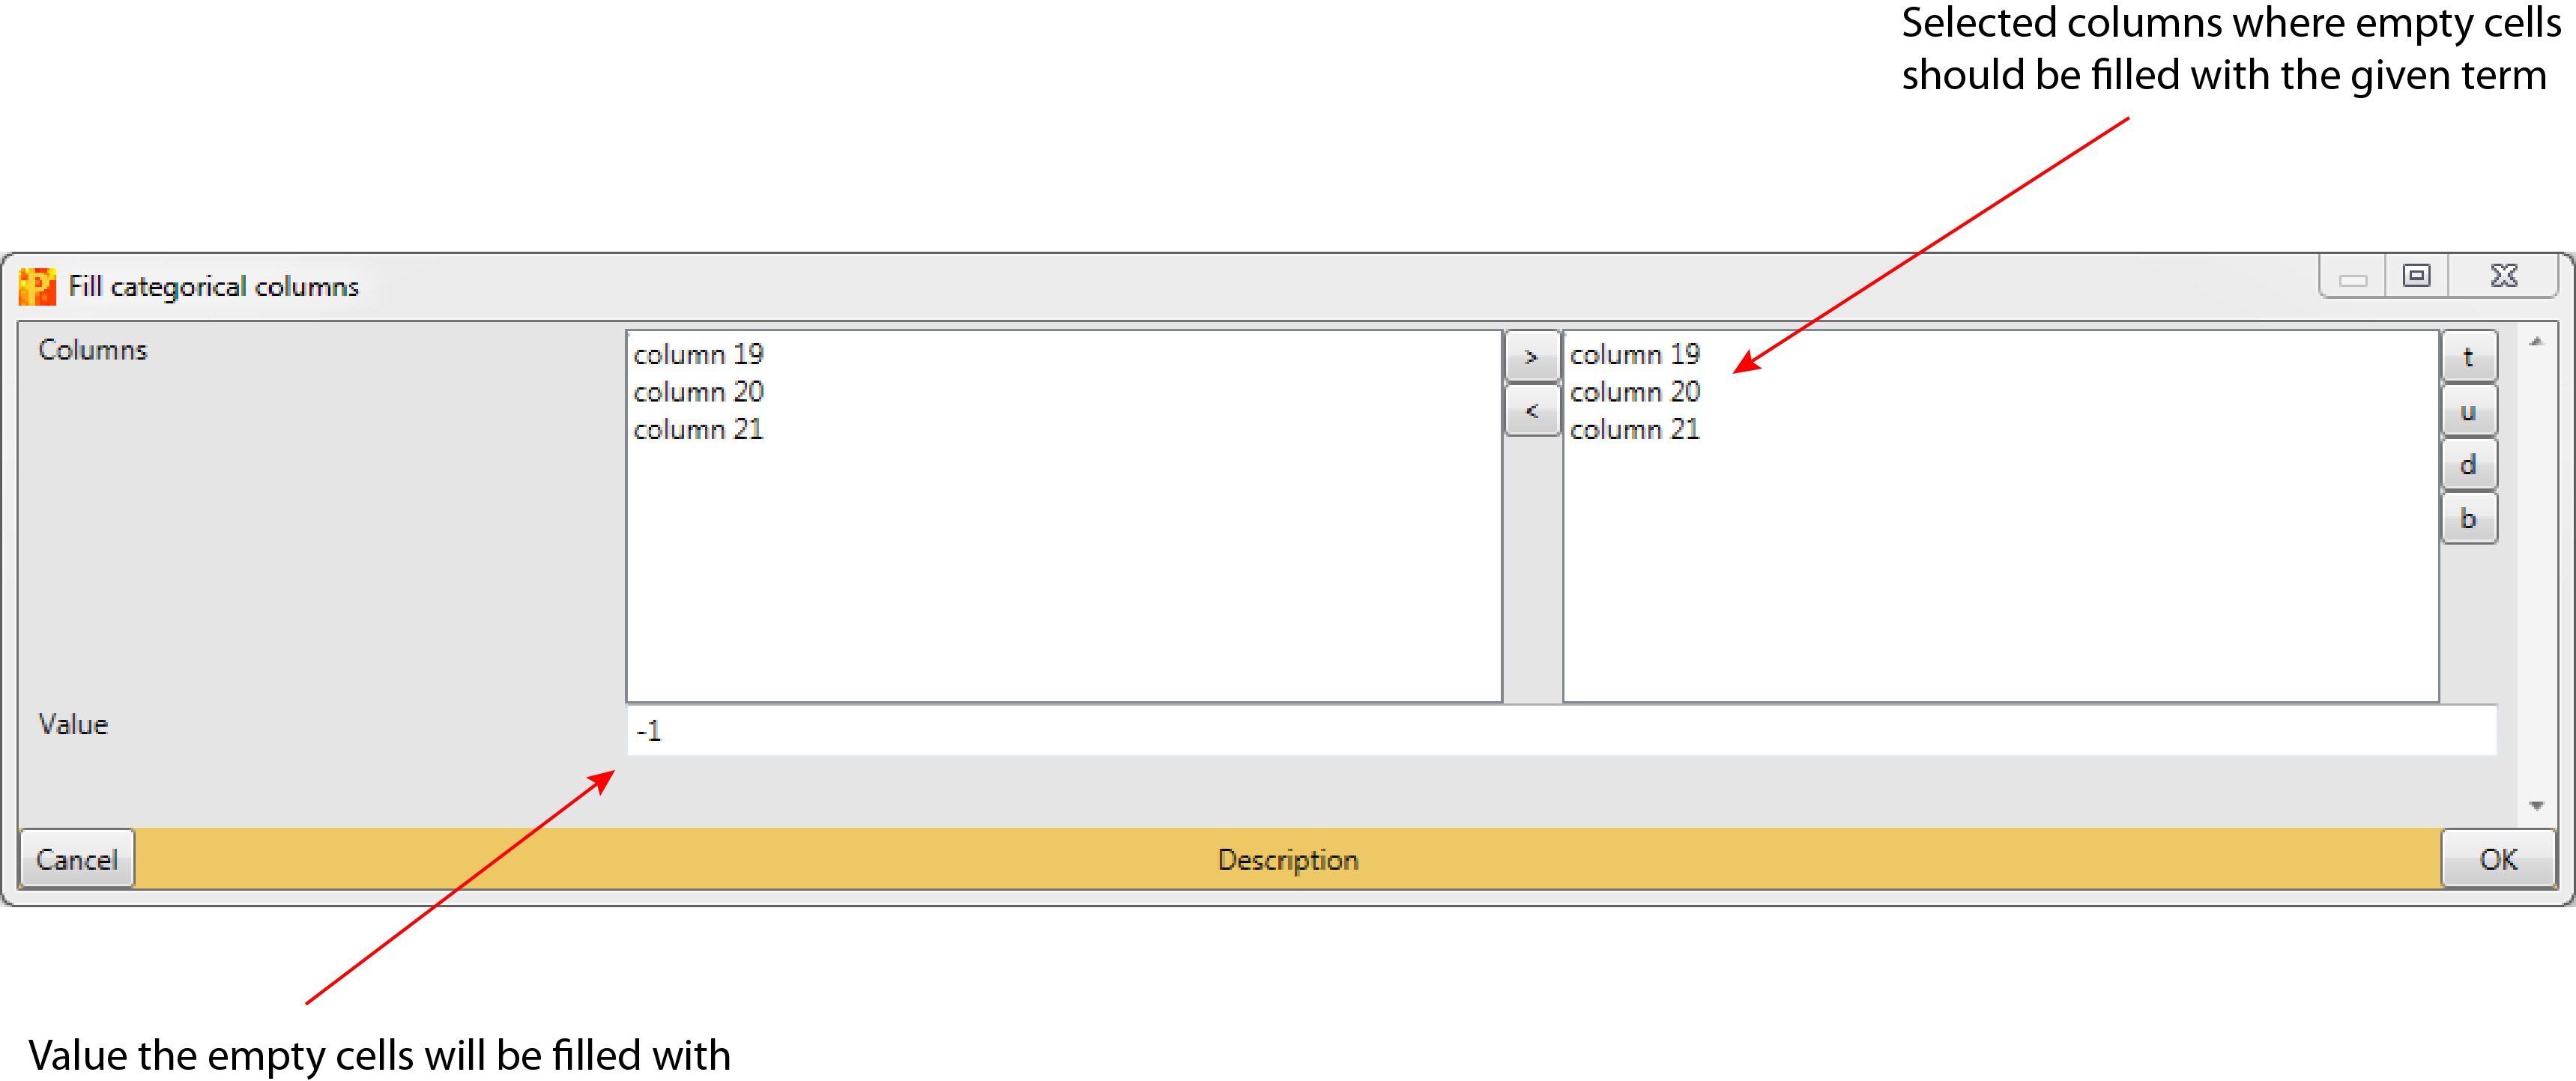 Selected columns where empty cells
should be filled with the given term
Fill categorical columns
Columns
column 19
column 20
column 21
>
<
column 19
column 20
column 21
t
u
d
b
Value
-1
Cancel
Description
OK
Value the empty cells will be filled with